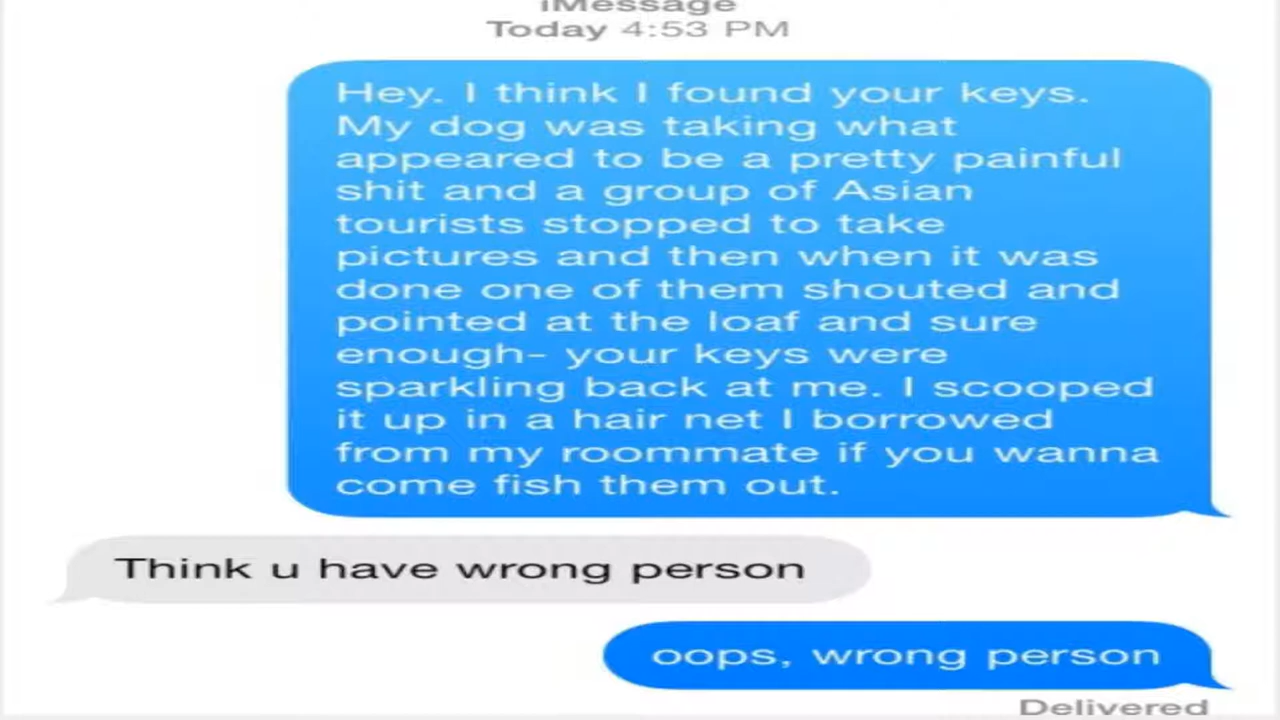 iMessage
Today 4:53 PM
Hey. I think I found your keys.
My dog was taking what
appeared to be a pretty painful
shit and a group of Asian
tourists stopped to take
pictures and then when it was
done one of them shouted and
pointed at the loaf and sure
enough- your keys were
sparkling back at me. I scooped
it up in a hair net I borrowed
from my roommate if you wanna
come fish them out.
Think u have wrong person
oops, wrong person
Delivered